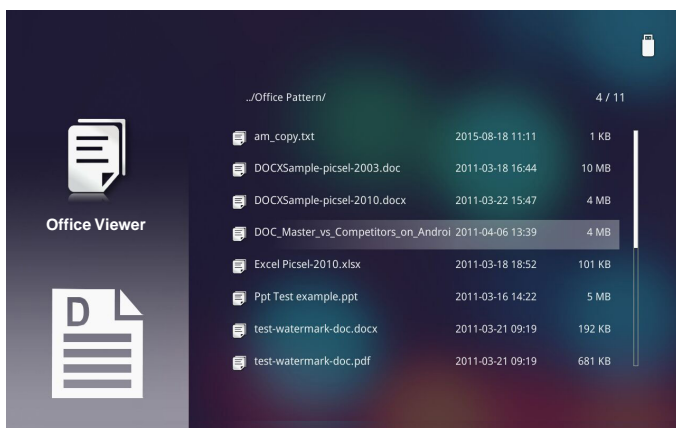 ../Office Pattern/ 4 / 11
am_copy.txt 2015-08-18 11:11 1 KB
DOCXSample-picsel-2003.doc 2011-03-18 16:44 10 MB
DOCXSample-picsel-2010.docx 2011-03-22 15:47 4 MB
Office Viewer
DOC_Master_vs_Competitors_on_Androi 2011-04-06 13:39 4 MB
Excel Picsel-2010.xlsx 2011-03-18 18:52 101 KB
Ppt Test example.ppt 2011-03-16 14:22 5 MB
D
test-watermark-doc.docx 2011-03-21 09:19 192 KB
test-watermark-doc.pdf 2011-03-21 09:19 681 KB